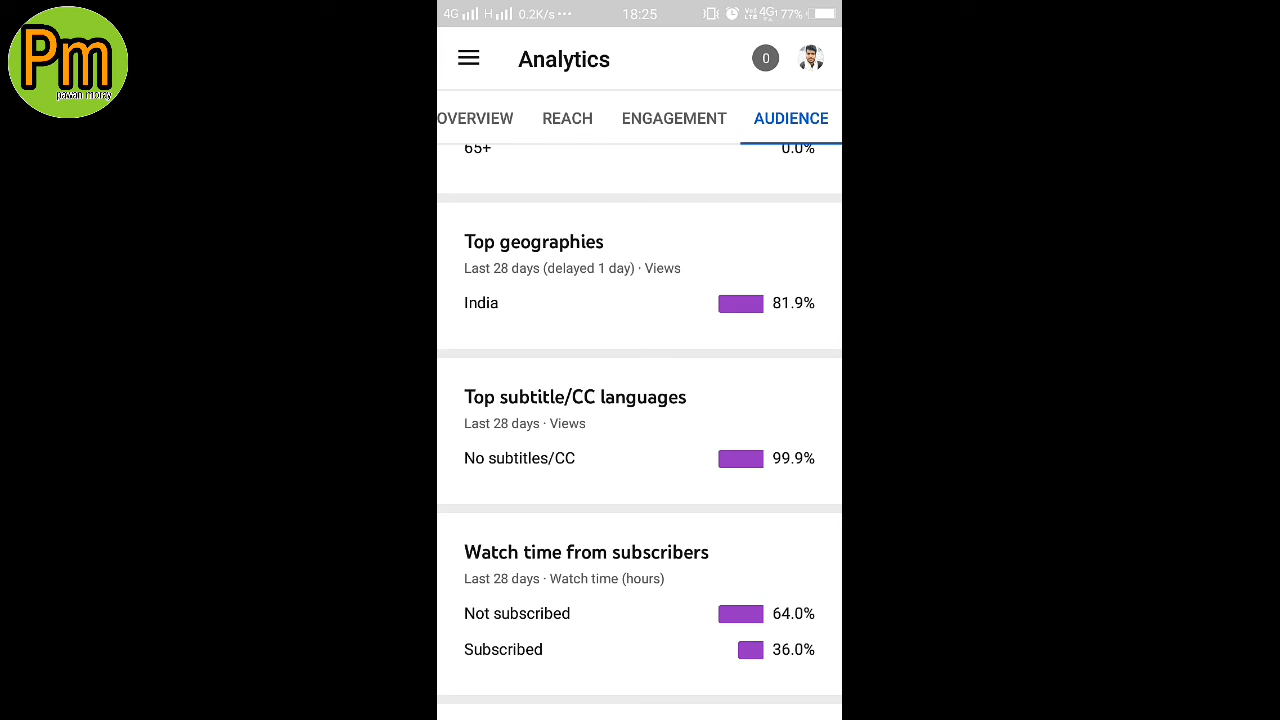 Pm
pawan moray
4G H 0.2K/s ... 18:25 4G 77%
Analytics 0
OVERVIEW REACH ENGAGEMENT AUDIENCE
65+ 0.0%
Top geographies
Last 28 days (delayed 1 day) · Views
India 81.9%
Top subtitle/CC languages
Last 28 days · Views
No subtitles/CC 99.9%
Watch time from subscribers
Last 28 days · Watch time (hours)
Not subscribed 64.0%
Subscribed 36.0%